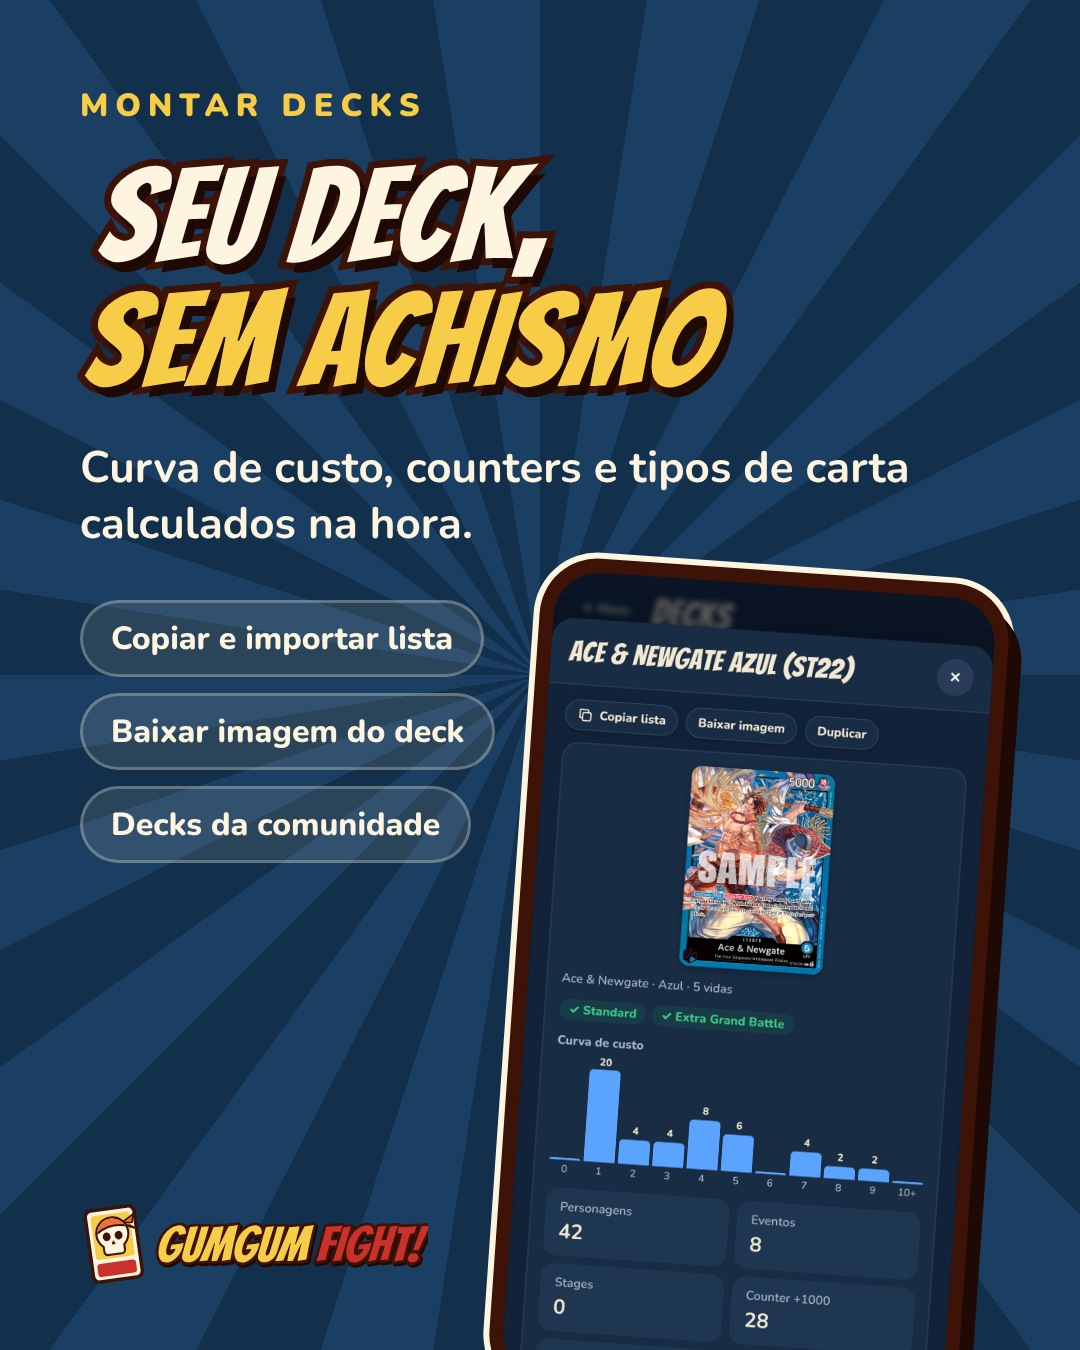 MONTAR DECKS
SEU DECK,
SEM ACHISMO
Curva de custo, counters e tipos de carta
calculados na hora.
Copiar e importar lista
Baixar imagem do deck
Decks da comunidade
DECKS
ACE & NEWGATE AZUL (ST22)
×
Copiar lista
Baixar imagem
Duplicar
5000
SAMPLE
LEADER
Ace & Newgate
5
Ace & Newgate · Azul · 5 vidas
✓ Standard
✓ Extra Grand Battle
Curva de custo
20
4
4
8
6
4
2
2
0 1 2 3 4 5 6 7 8 9 10+
Personagens
42
Eventos
8
Stages
0
Counter +1000
28
GUMGUM FIGHT!